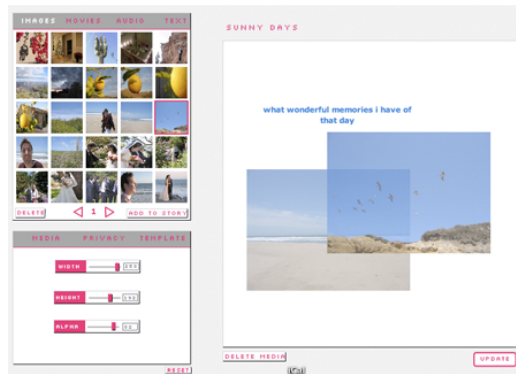 IMAGES MOVIES AUDIO TEXT
DELETE 1 ADD TO STORY
MEDIA PRIVACY TEMPLATE
WIDTH
HEIGHT
ALPHA
RESET
SUNNY DAYS
what wonderful memories i have of
that day
DELETE MEDIA
UPDATE